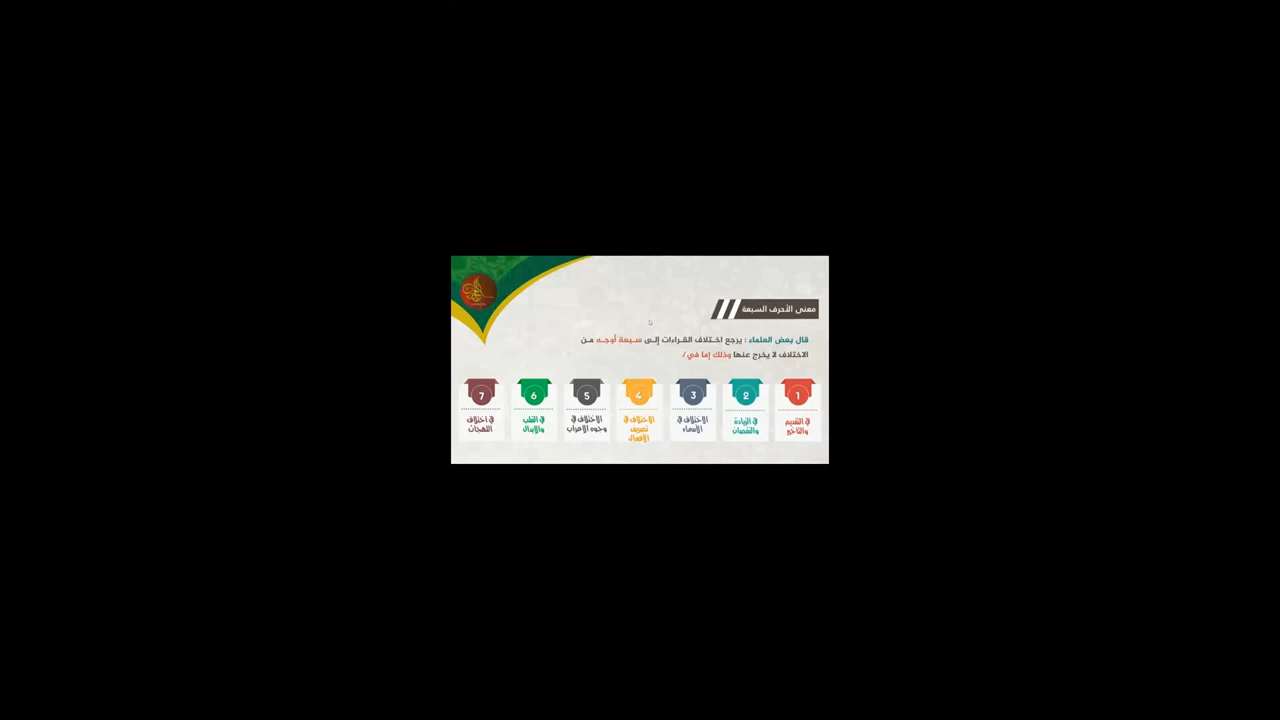 معنى الأحرف السبعة
قال بعض العلماء : يرجع اختلاف القراءات إلى سبعة أوجه من
الاختلاف لا يخرج عنها وذلك إما في/
1
في التقديم
والتأخير
2
في الزيادة
والنقصان
3
الاختلاف في
الأسماء
4
الاختلاف في
تصريف
الأفعال
5
الاختلاف في
وجوه الاعراب
6
في القلب
والإبدال
7
في اختلاف
اللهجات